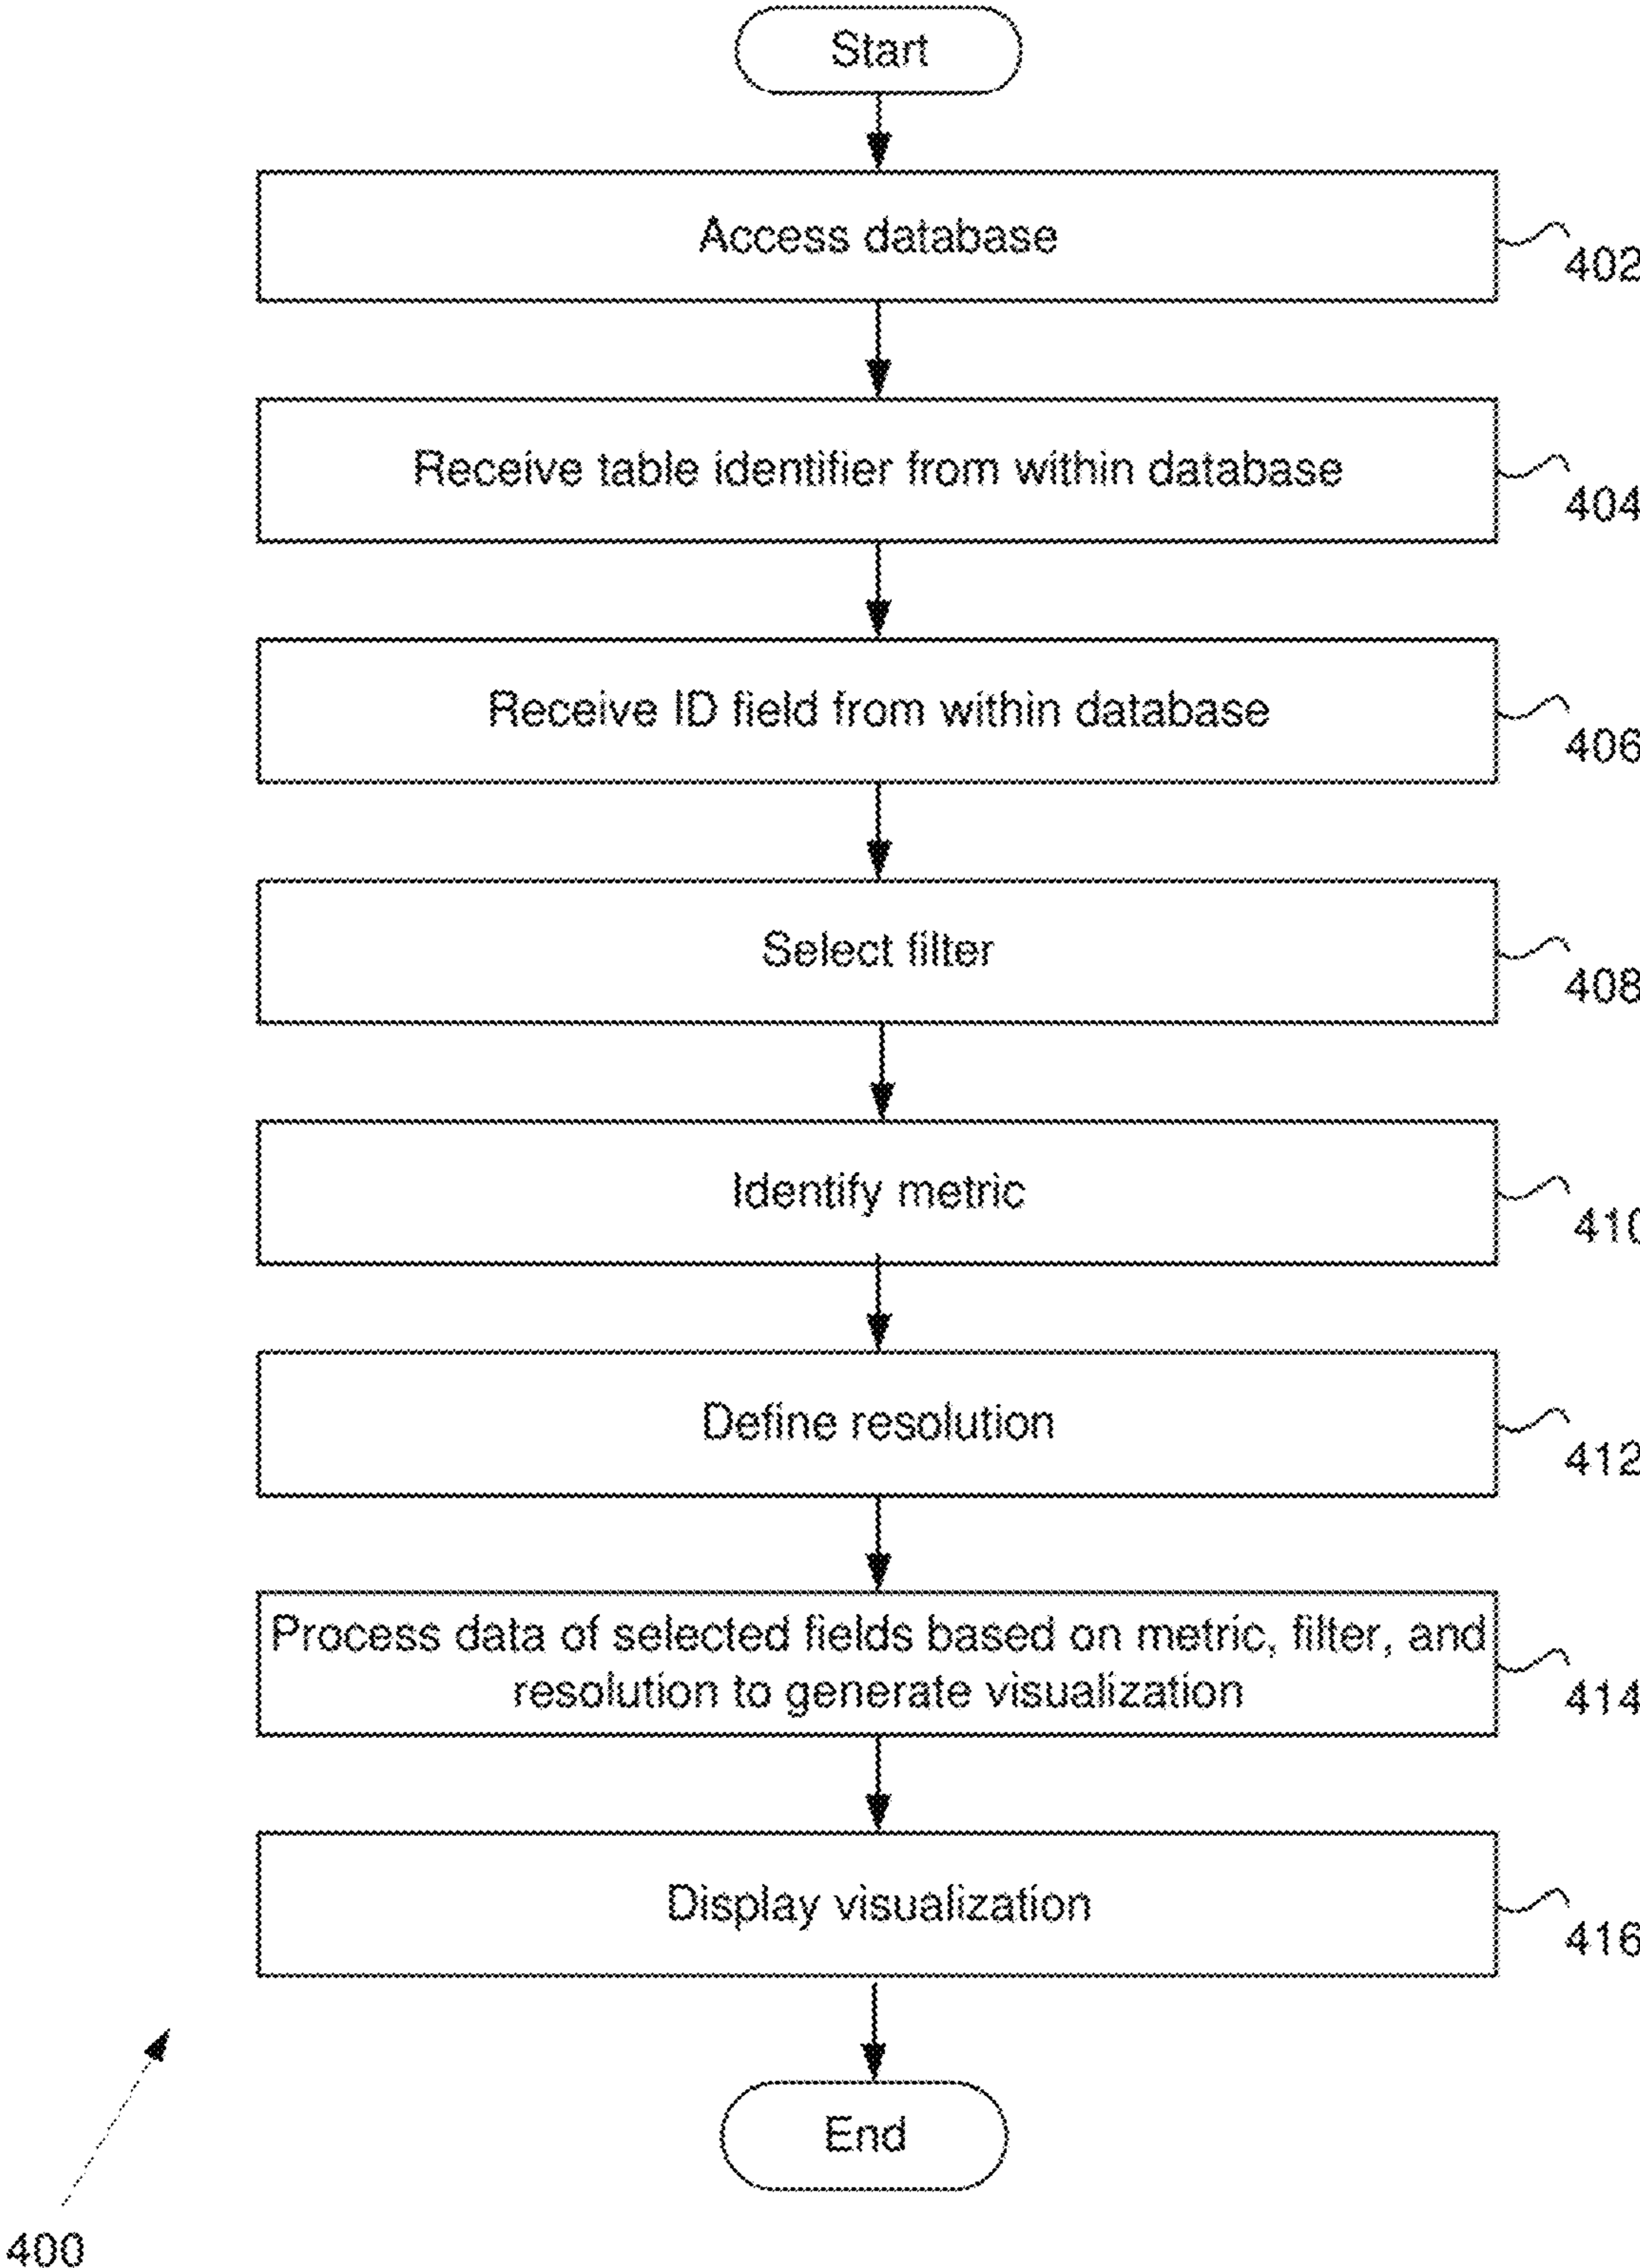 Start
Access database
402
Receive table identifier from within database
404
Receive ID field from within database
406
Select filter
408
Identify metric
410
Define resolution
412
Process data of selected fields based on metric, filter, and
resolution to generate visualization
414
Display visualization
416
End
400